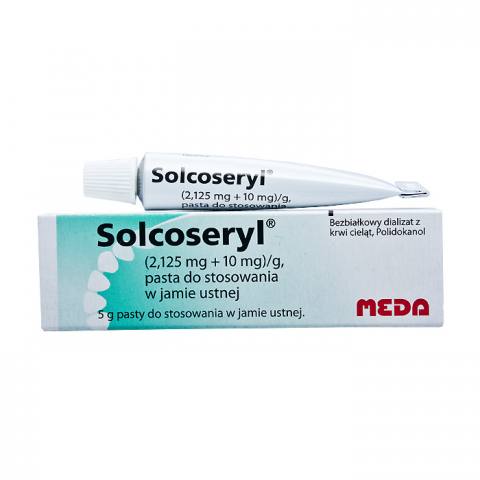 Solcoseryl®
(2,125 mg + 10 mg)/g,
pasta do stosowania
Solcoseryl®
(2,125 mg + 10 mg)/g,
pasta do stosowania
w jamie ustnej
5 g pasty do stosowania w jamie ustnej.
Bezbiałkowy dializat z
krwi cieląt, Polidokanol
MEDA